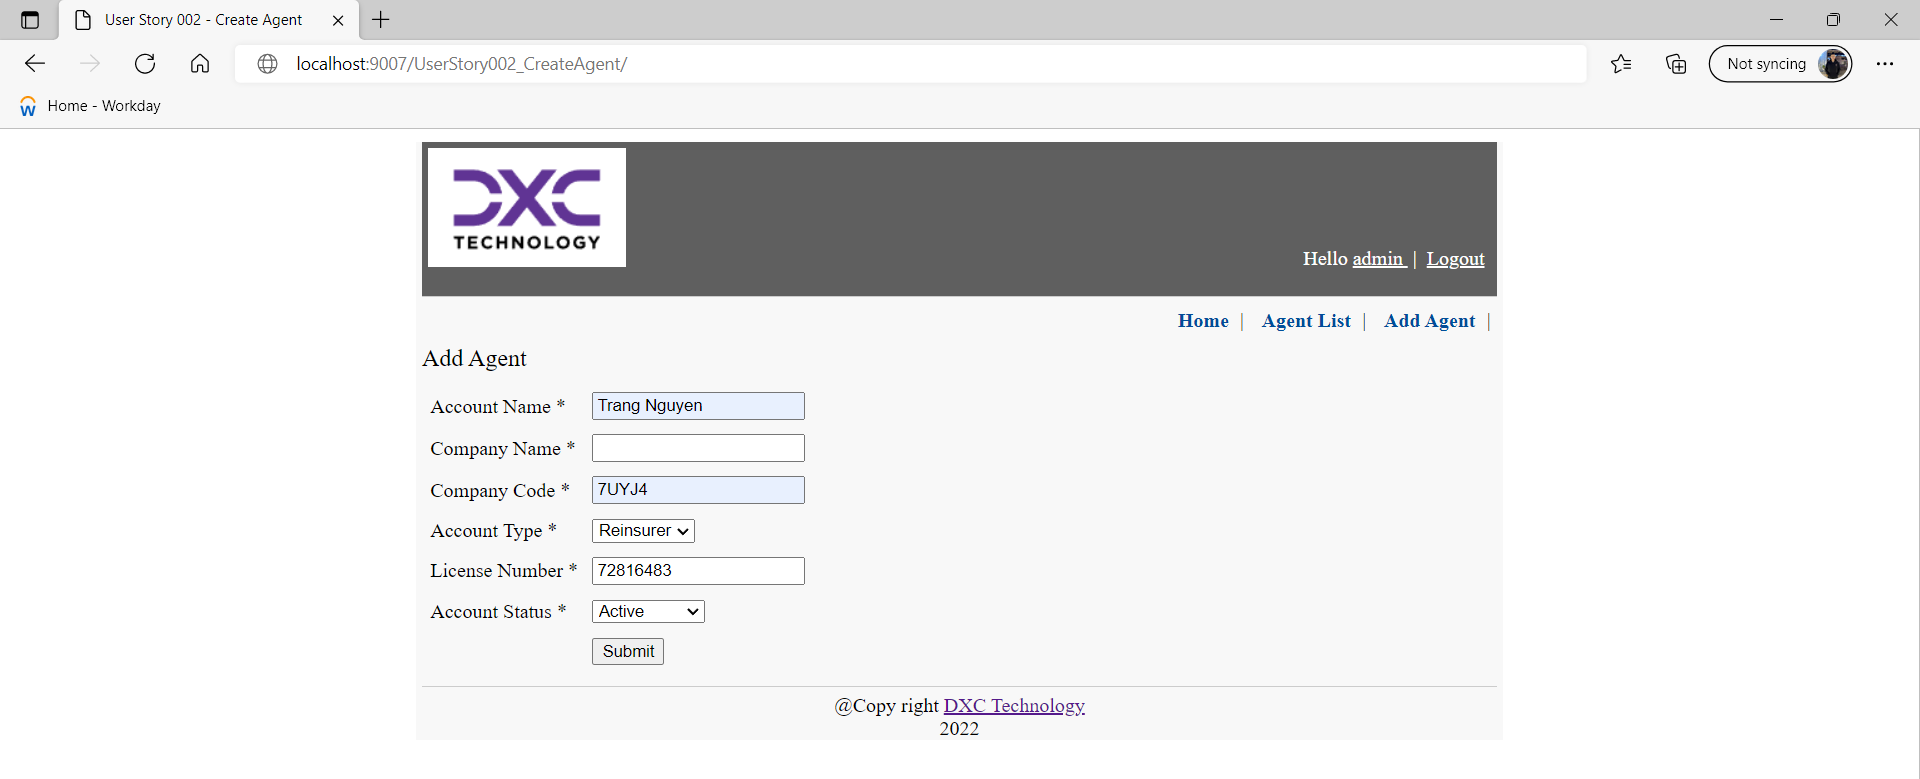 User Story 002 - Create Agent
localhost:9007/UserStory002_CreateAgent/
Not syncing
Home - Workday
DXC
TECHNOLOGY
Hello admin | Logout
Home | Agent List | Add Agent |
Add Agent
Account Name * Trang Nguyen
Company Name *
Company Code * 7UYJ4
Account Type * Reinsurer
License Number * 72816483
Account Status * Active
Submit
@Copy right DXC Technology
2022